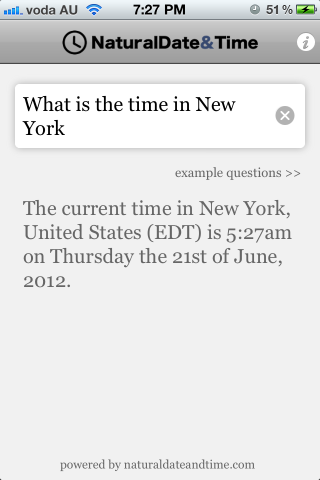 voda AU 7:27 PM 51%
NaturalDate&Time
What is the time in New
York
example questions >>
The current time in New York,
United States (EDT) is 5:27am
on Thursday the 21st of June,
2012.
powered by naturaldateandtime.com